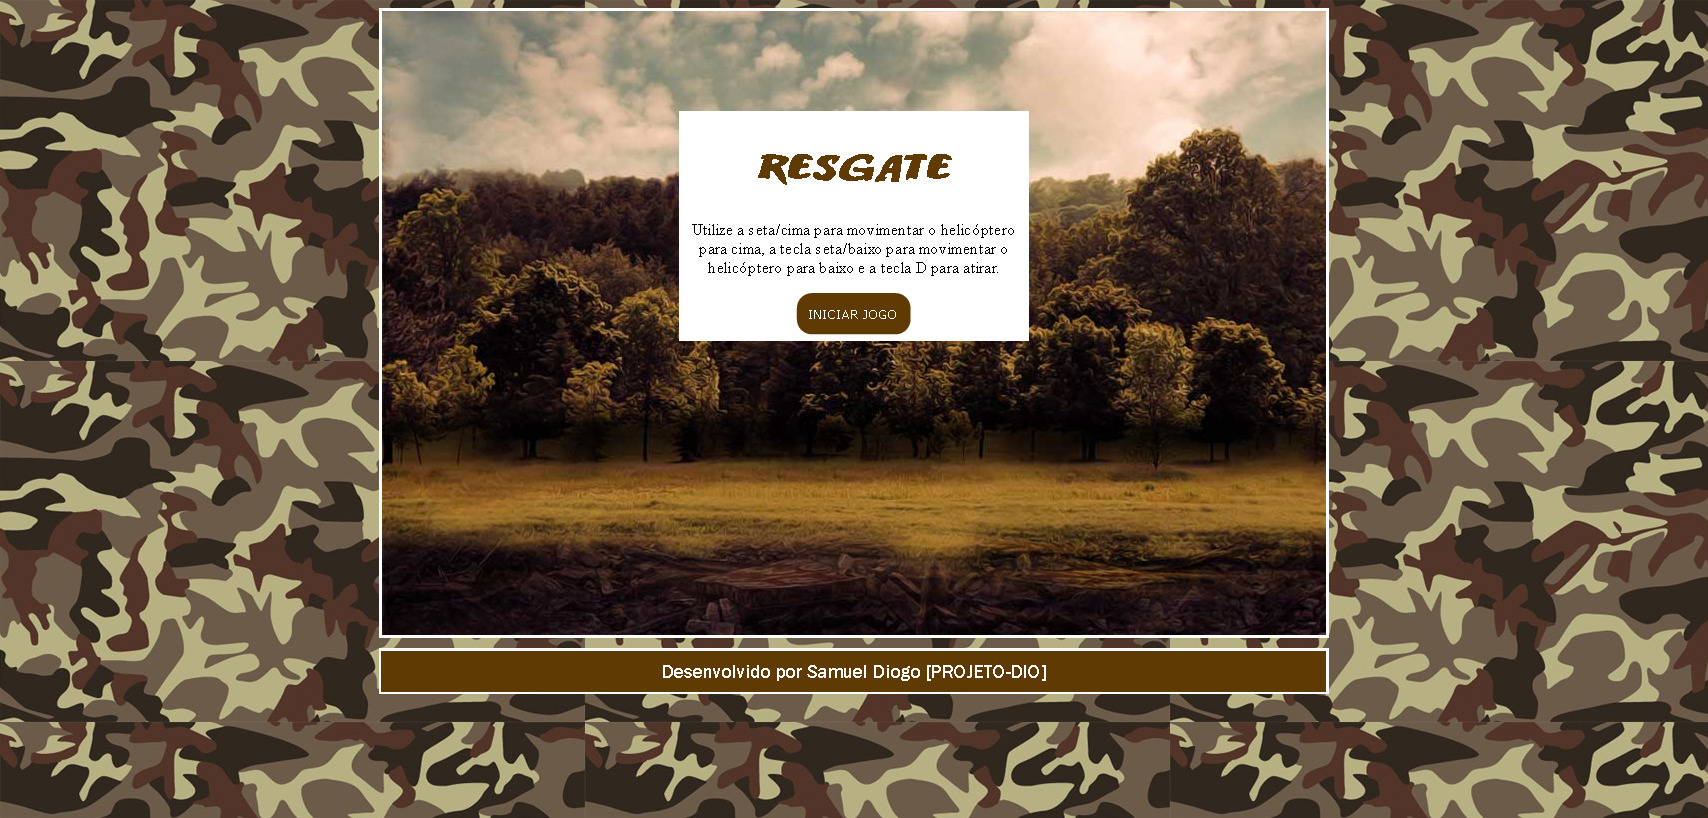 RESGATE
Utilize a seta/cima para movimentar o helicóptero
para cima, a tecla seta/baixo para movimentar o
helicóptero para baixo e a tecla D para atirar.
INICIAR JOGO
Desenvolvido por Samuel Diogo [PROJETO-DIO]